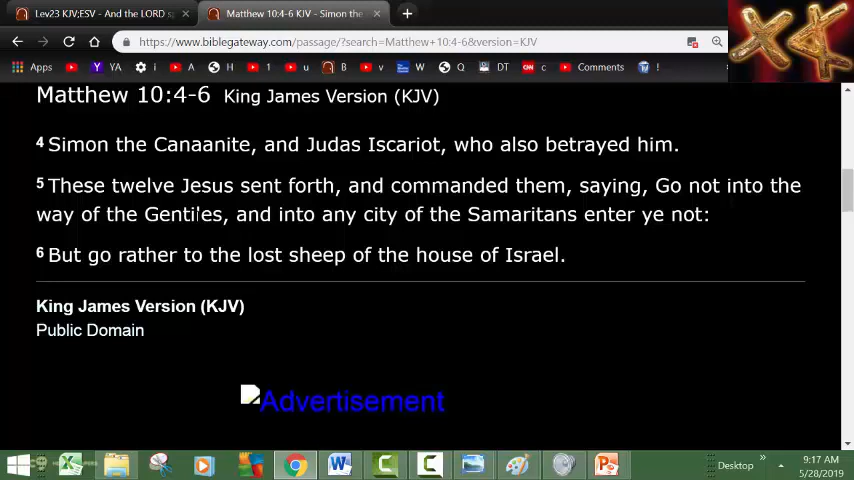 Lev23 KJV;ESV - And the LORD sp
Matthew 10:4-6 KJV - Simon the
https://www.biblegateway.com/passage/?search=Matthew+10:4-6&version=KJV
Apps YA i A H 1 u B v W Q DT c Comments !
Matthew 10:4-6 King James Version (KJV)
4 Simon the Canaanite, and Judas Iscariot, who also betrayed him.
5 These twelve Jesus sent forth, and commanded them, saying, Go not into the
way of the Gentiles, and into any city of the Samaritans enter ye not:
6 But go rather to the lost sheep of the house of Israel.
King James Version (KJV)
Public Domain
Advertisement
Desktop
9:17 AM
5/28/2019